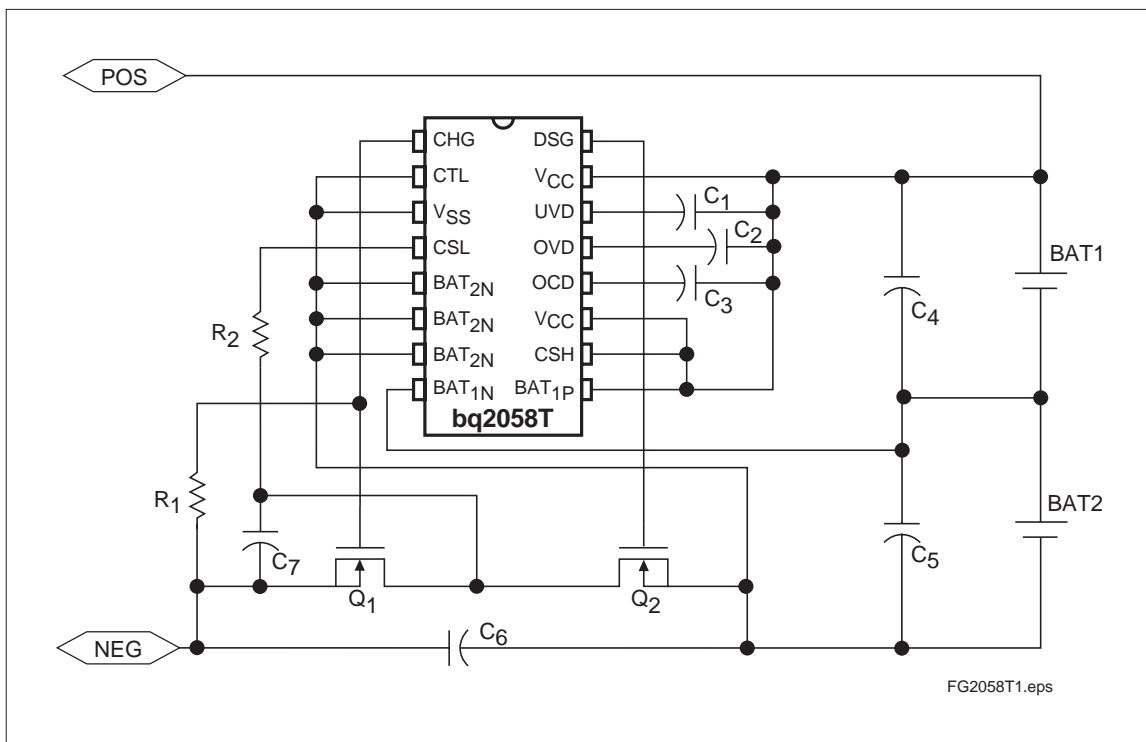 POS
CHG
DSG
CTL
VCC
VSS
UVD
C1
CSL
OVD
C2
BAT1
BAT2N
OCD
C3
C4
BAT2N
VCC
R2
BAT2N
CSH
BAT1N
BAT1P
bq2058T
R1
BAT2
C7
C5
Q1
Q2
NEG
C6
FG2058T1.eps